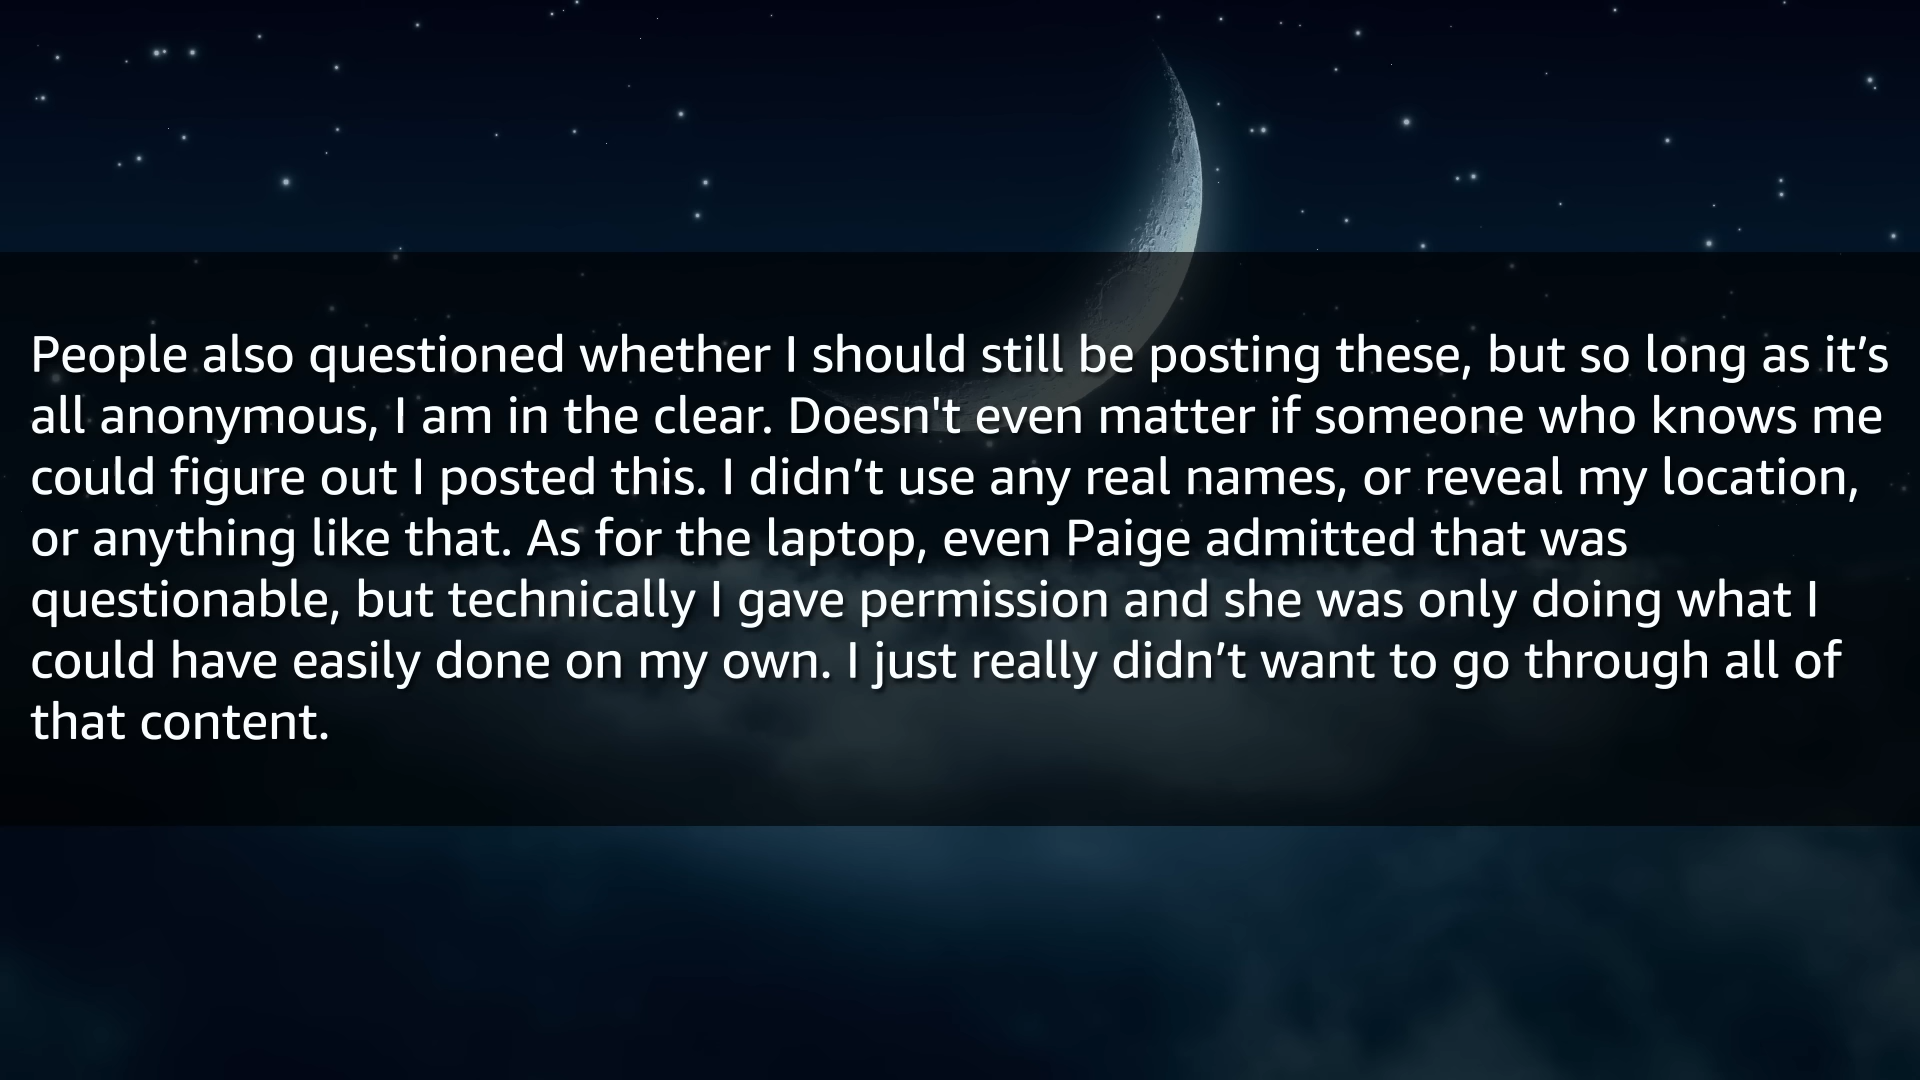 People also questioned whether I should still be posting these, but so long as it’s
all anonymous, I am in the clear. Doesn't even matter if someone who knows me
could figure out I posted this. I didn’t use any real names, or reveal my location,
or anything like that. As for the laptop, even Paige admitted that was
questionable, but technically I gave permission and she was only doing what I
could have easily done on my own. I just really didn’t want to go through all of
that content.